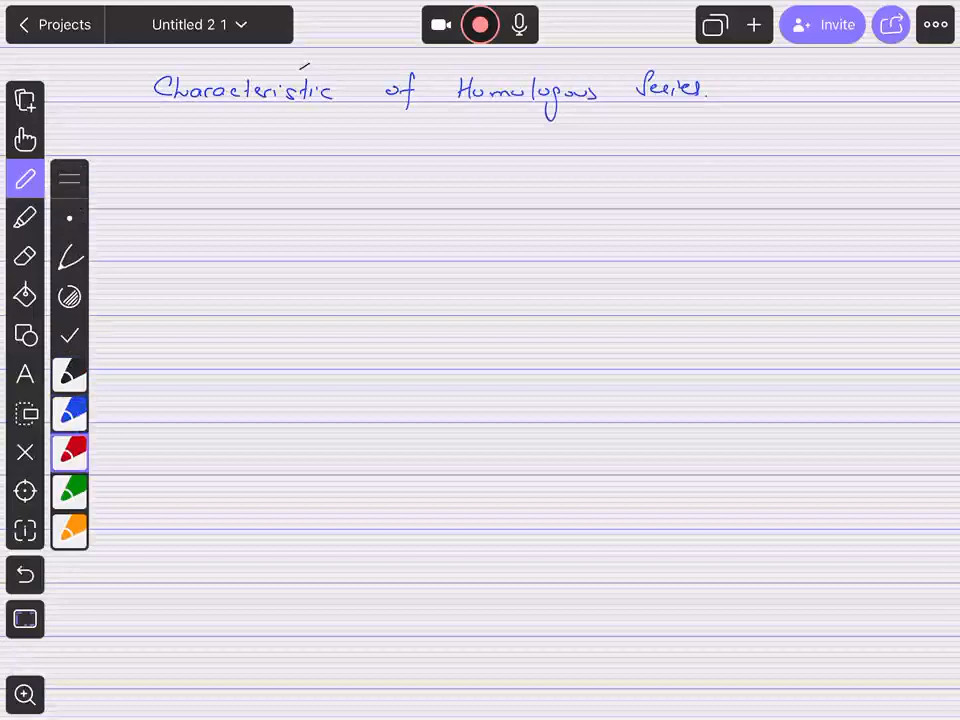 Projects
Untitled 2 1
Invite
Characteristic of Homologous Series.
A